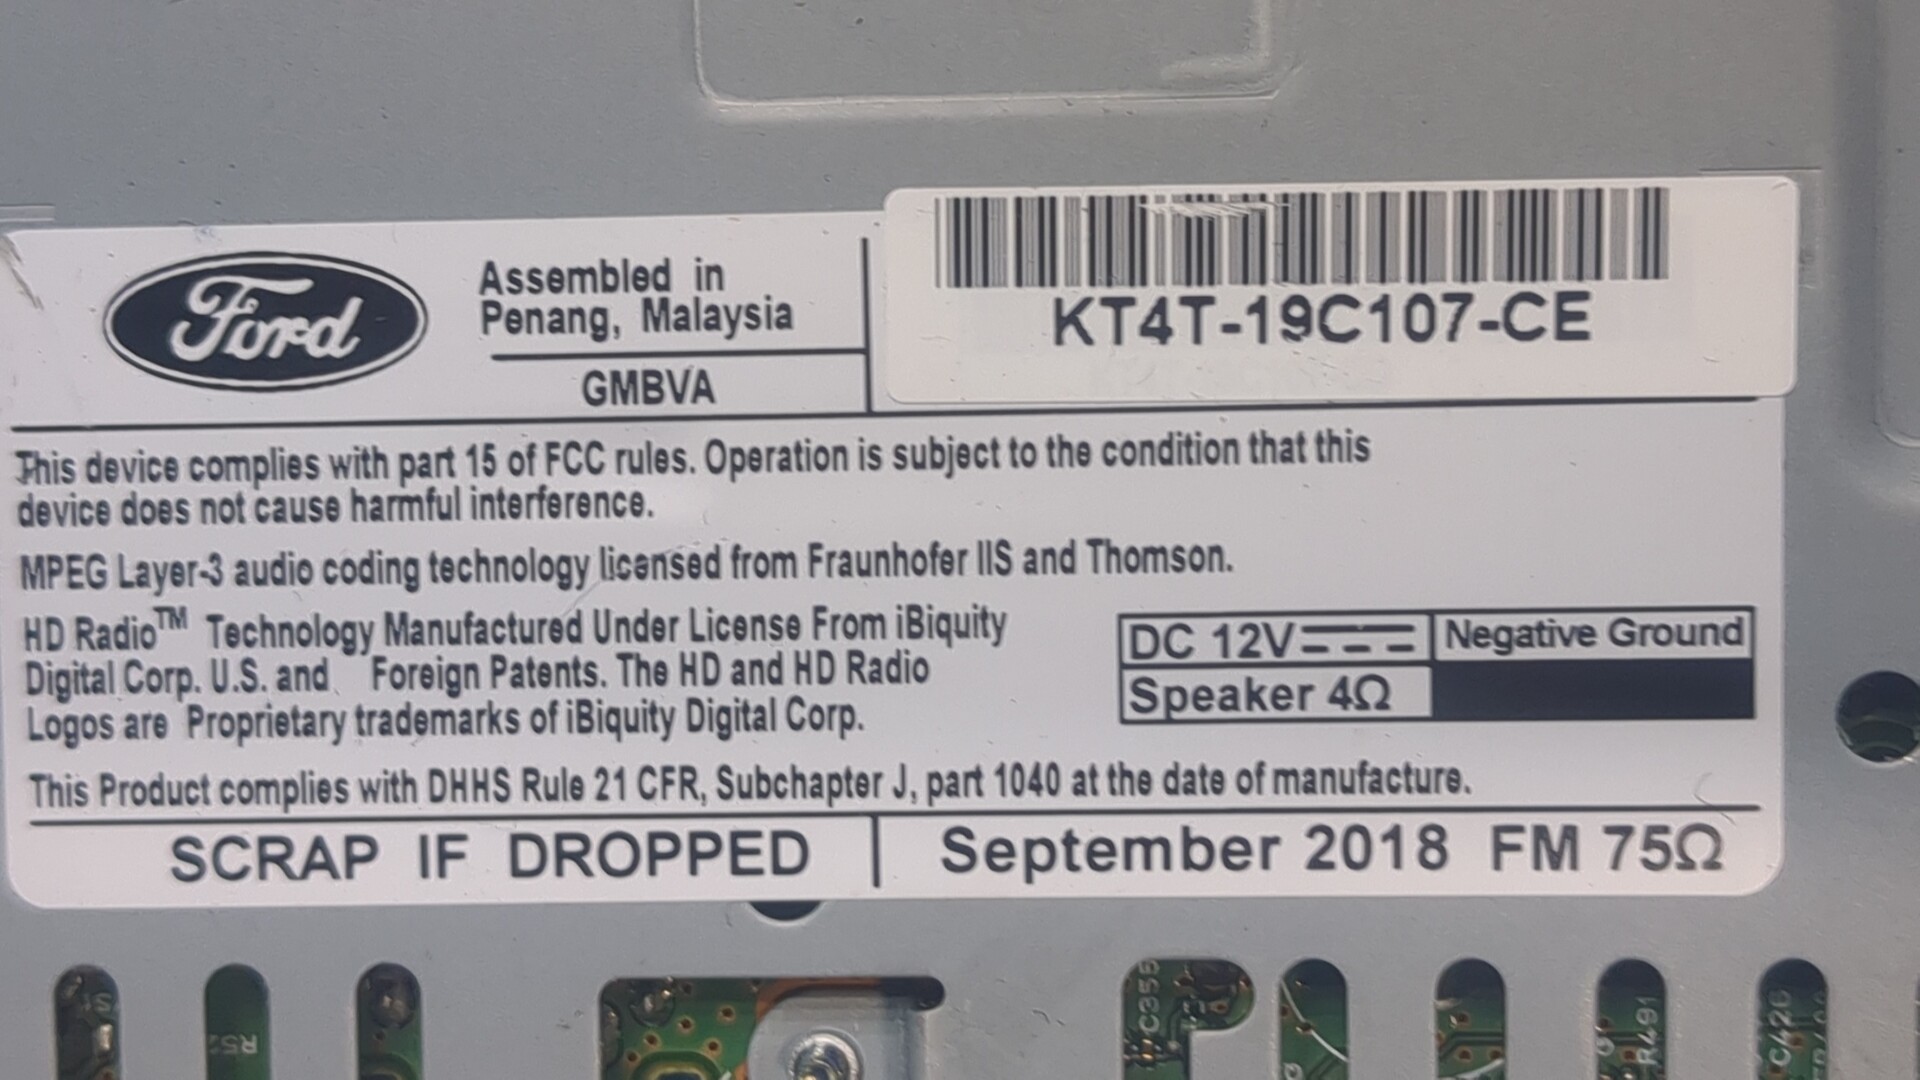 Ford
Assembled in
Penang, Malaysia
GMBVA
KT4T-19C107-CE
This device complies with part 15 of FCC rules. Operation is subject to the condition that this
device does not cause harmful interference.
MPEG Layer-3 audio coding technology licensed from Fraunhofer IIS and Thomson.
HD Radio™ Technology Manufactured Under License From iBiquity
Digital Corp. U.S. and Foreign Patents. The HD and HD Radio
Logos are Proprietary trademarks of iBiquity Digital Corp.
DC 12V Negative Ground
Speaker 4Ω
This Product complies with DHHS Rule 21 CFR, Subchapter J, part 1040 at the date of manufacture.
SCRAP IF DROPPED
September 2018 FM 75Ω
C355
R491
C426